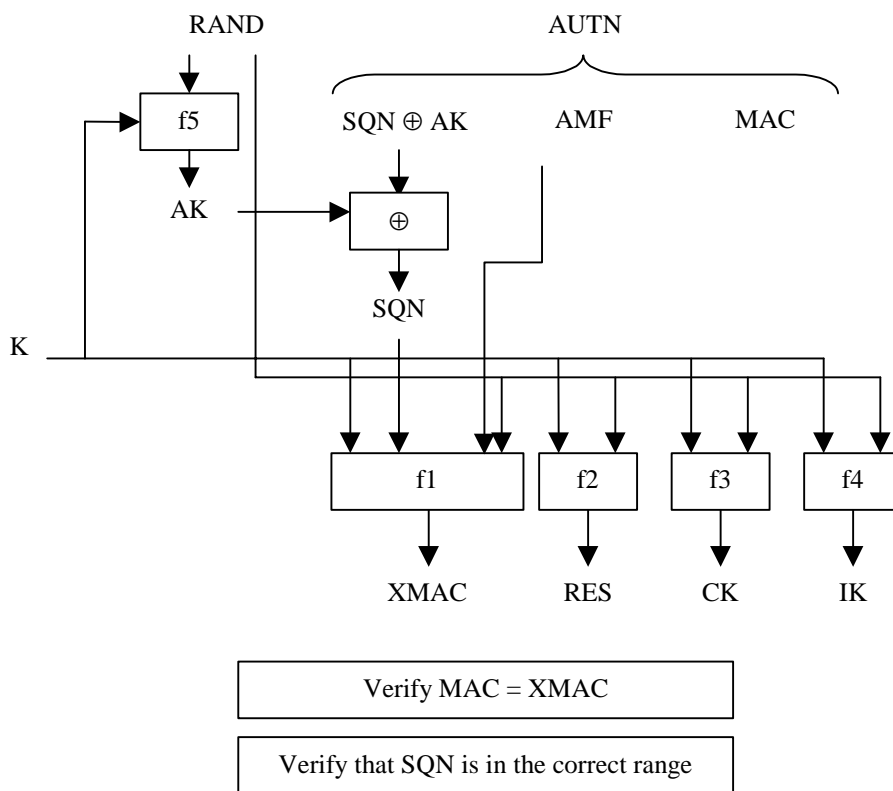 RAND AUTN
f5 SQN ⊕ AK AMF MAC
AK ⊕
SQN
K
f1 f2 f3 f4
XMAC RES CK IK
Verify MAC = XMAC
Verify that SQN is in the correct range